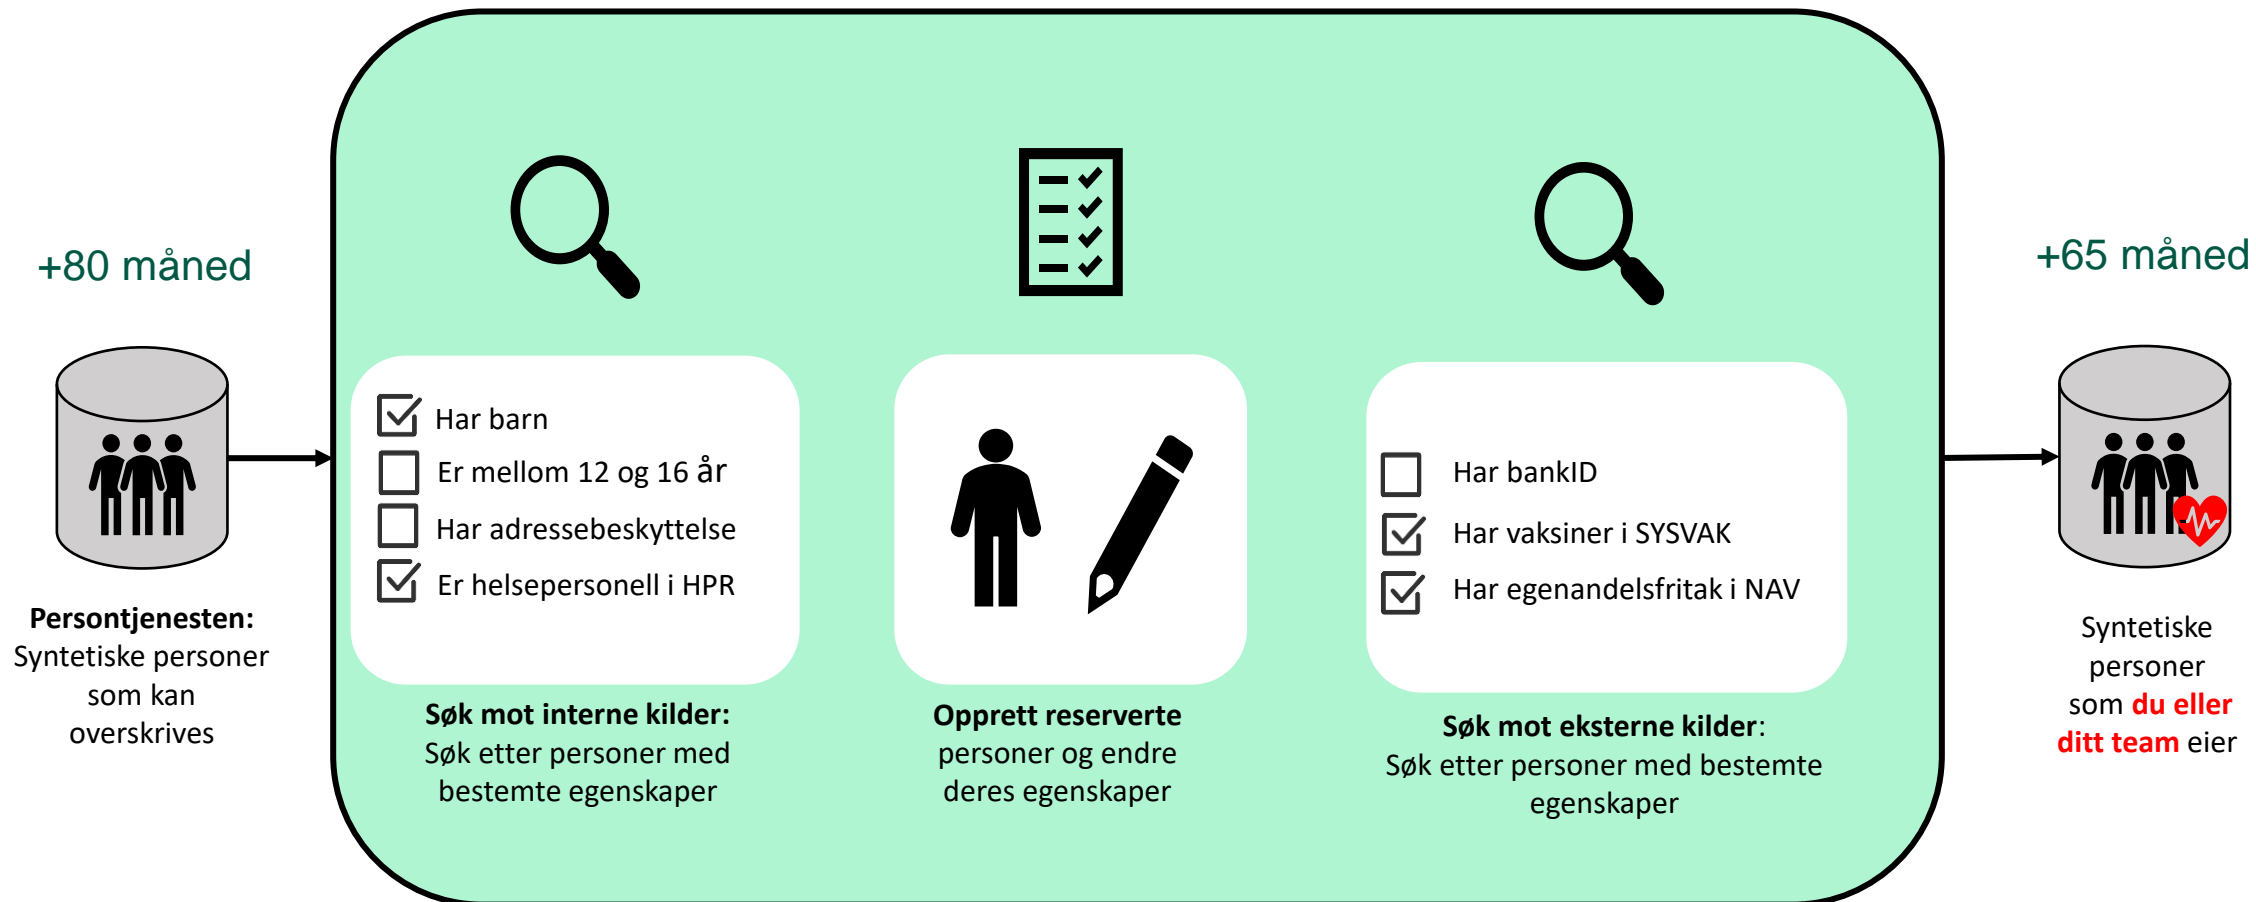 +80 måned
Persontjenesten:
Syntetiske personer
som kan
overskrives
Har barn
Er mellom 12 og 16 år
Har adressebeskyttelse
Er helsepersonell i HPR
Søk mot interne kilder:
Søk etter personer med
bestemte egenskaper
Opprett reserverte
personer og endre
deres egenskaper
Har bankID
Har vaksiner i SYSVAK
Har egenandelsfritak i NAV
Søk mot eksterne kilder:
Søk etter personer med bestemte
egenskaper
+65 måned
Syntetiske
personer
som du eller
ditt team eier